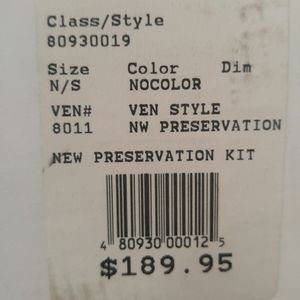 Class/Style
80930019
Size Color Dim
N/S NOCOLOR
VEN# VEN STYLE
8011 NW PRESERVATION
NEW PRESERVATION KIT
4 80930 00012 5
$189.95